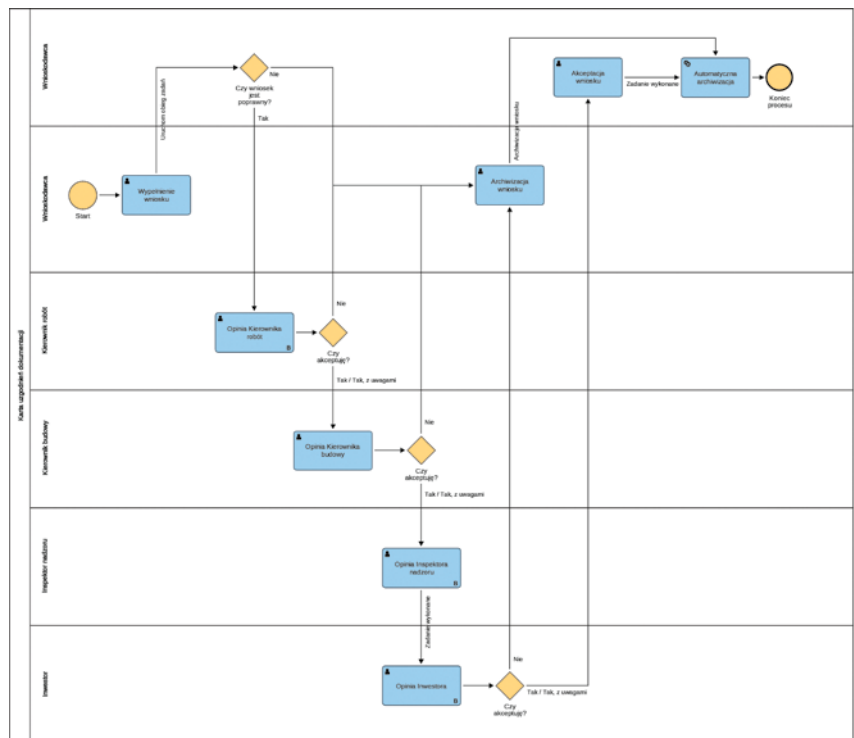 Karta uzgodnień dokumentacji
Wnioskodawca
Czy wniosek
jest
poprawny?
Nie
Tak
Uruchom obieg zadań
Akceptacja
wniosku
Zadanie wykonane
Automatyczna
archiwizacja
Koniec
procesu
Archiwizacja wniosku
Wnioskodawca
Start
Wypełnienie
wniosku
Archiwizacja
wniosku
Kierownik robót
Opinia Kierownika
robót
B
Nie
Czy
akceptuję?
Tak / Tak, z uwagami
Kierownik budowy
Opinia Kierownika
budowy
Nie
Czy
akceptuję?
Tak / Tak, z uwagami
Inspektor nadzoru
Opinia Inspektora
nadzoru
B
Zadanie wykonane
Inwestor
Opinia Inwestora
B
Nie
Czy
akceptuję?
Tak / Tak, z uwagami